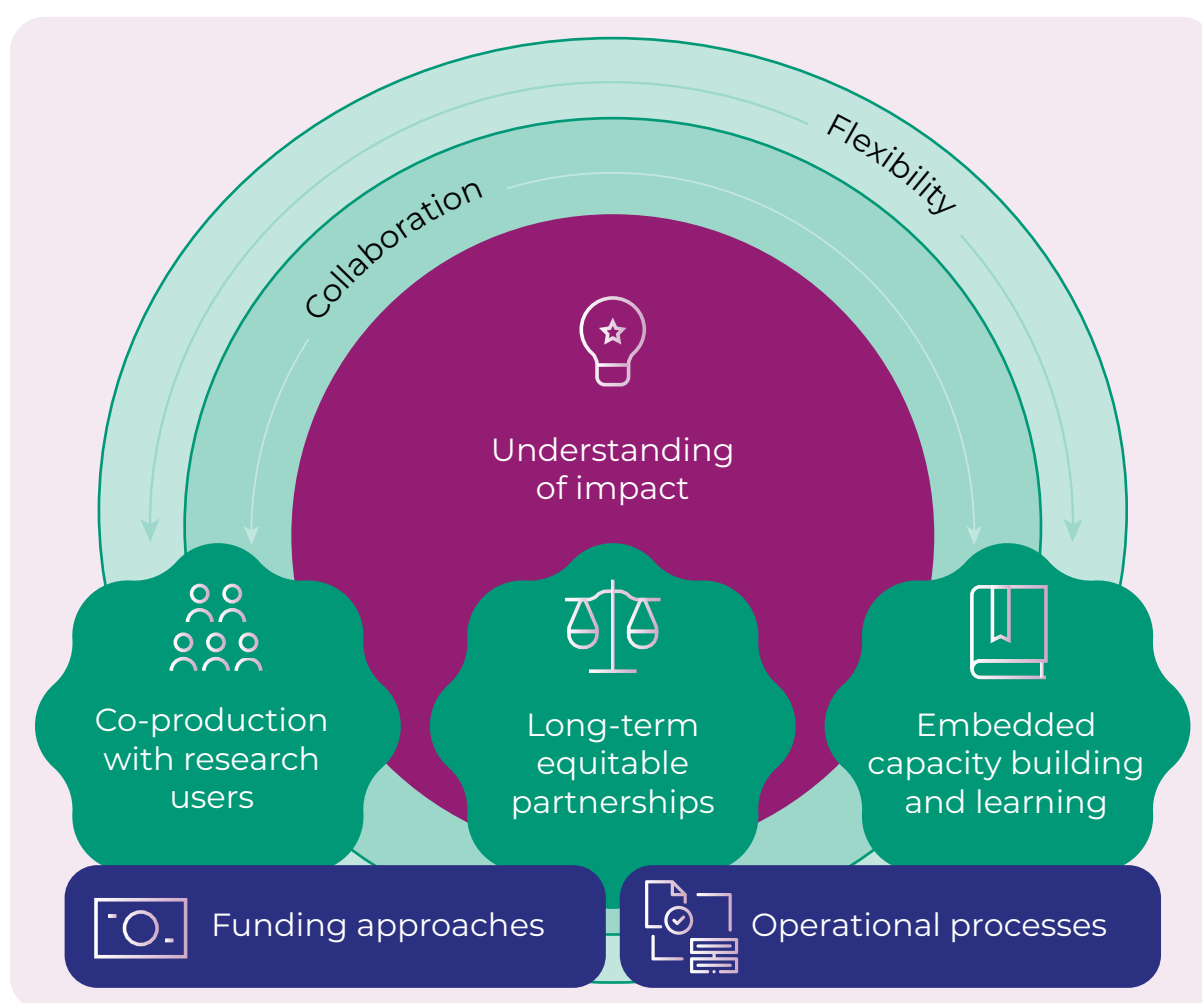 Flexibility
Collaboration
Understanding
of impact
Co-production
with research
users
Long-term
equitable
partnerships
Embedded
capacity building
and learning
Funding approaches
Operational processes